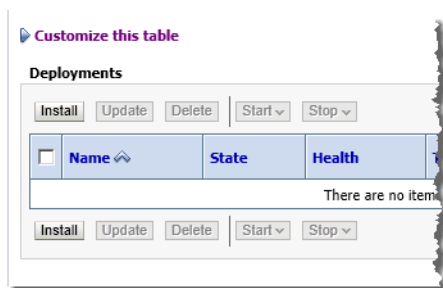 Customize this table
Deployments
Install Update Delete Start Stop
Name State Health
There are no item
Install Update Delete Start Stop